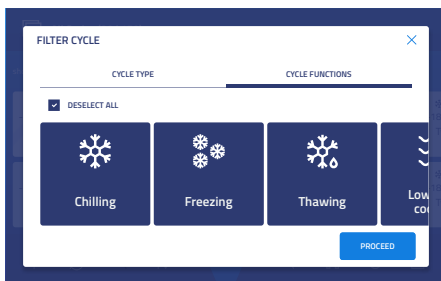 FILTER CYCLE
CYCLE TYPE CYCLE FUNCTIONS
DESELECT ALL
Chilling Freezing Thawing
PROCEED